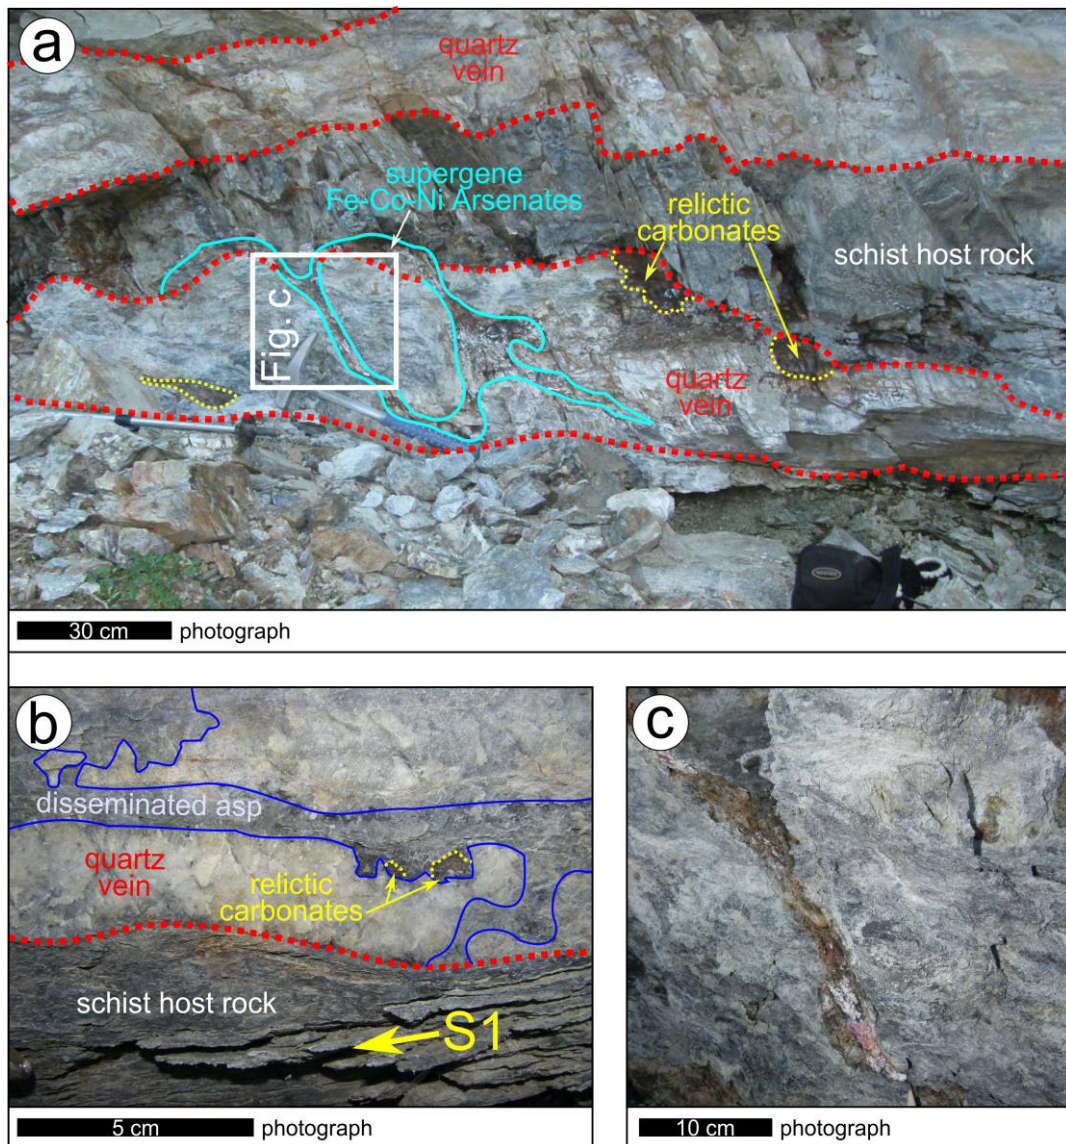 a
quartz
vein
supergene
Fe-Co-Ni Arsenates
relictic
carbonates
schist host rock
Fig. c
quartz
vein
30 cm photograph
b
disseminated asp
quartz
vein
relictic
carbonates
schist host rock
S1
5 cm photograph
c
10 cm photograph